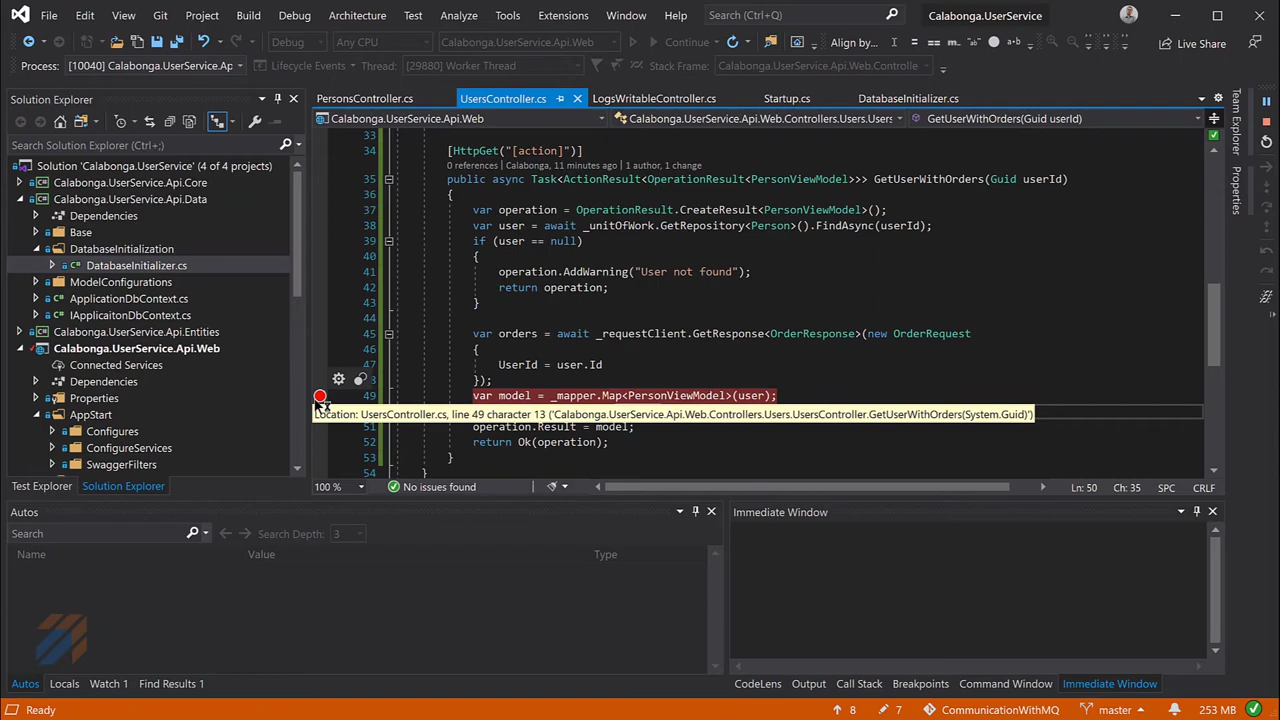 File Edit View Git Project Build Debug Architecture Test Analyze Tools Extensions Window Help Search (Ctrl+Q) Calabonga.UserService
Debug Any CPU Calabonga.UserService.Api.Web Continue Align by... Live Share
Process: [10040] Calabonga.UserService.Ap Lifecycle Events Thread: [29880] Worker Thread Stack Frame: Calabonga.UserService.Api.Web.Controlle
Solution Explorer
Search Solution Explorer (Ctrl+;)
Solution 'Calabonga.UserService' (4 of 4 projects)
Calabonga.UserService.Api.Core
Calabonga.UserService.Api.Data
Dependencies
Base
DatabaseInitialization
C# DatabaseInitializer.cs
ModelConfigurations
C# ApplicationDbContext.cs
C# IApplicaitonDbContext.cs
Calabonga.UserService.Api.Entities
Calabonga.UserService.Api.Web
Connected Services
Dependencies
Properties
AppStart
Configures
ConfigureServices
SwaggerFilters
Test Explorer Solution Explorer
PersonsController.cs UsersController.cs LogsWritableController.cs Startup.cs DatabaseInitializer.cs
Calabonga.UserService.Api.Web Calabonga.UserService.Api.Web.Controllers.Users.Users GetUserWithOrders(Guid userId)
33
34 [HttpGet("[action]")]
0 references | Calabonga, 11 minutes ago | 1 author, 1 change
35 public async Task<ActionResult<OperationResult<PersonViewModel>>> GetUserWithOrders(Guid userId)
36 {
37 var operation = OperationResult.CreateResult<PersonViewModel>();
38 var user = await _unitOfWork.GetRepository<Person>().FindAsync(userId);
39 if (user == null)
40 {
41 operation.AddWarning("User not found");
42 return operation;
43 }
44
45 var orders = await _requestClient.GetResponse<OrderResponse>(new OrderRequest
46 {
47 UserId = user.Id
});
49 var model = _mapper.Map<PersonViewModel>(user);
Location: UsersController.cs, line 49 character 13 ('Calabonga.UserService.Api.Web.Controllers.Users.UsersController.GetUserWithOrders(System.Guid)')
51 operation.Result = model;
52 return Ok(operation);
53 }
54 }
100 % No issues found Ln: 50 Ch: 35 SPC CRLF
Team Explorer
Properties
Autos
Search Search Depth: 3
Name Value Type
Autos Locals Watch 1 Find Results 1
Immediate Window
CodeLens Output Call Stack Breakpoints Command Window Immediate Window
Ready 8 7 CommunicationWithMQ master 253 MB